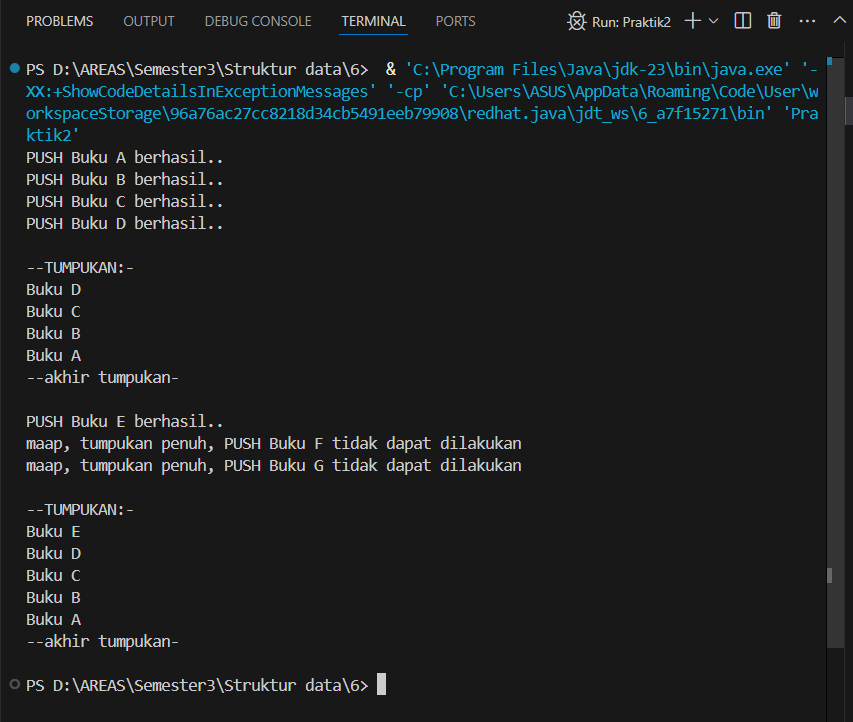 PROBLEMS OUTPUT DEBUG CONSOLE TERMINAL PORTS Run: Praktik2
PS D:\AREAS\Semester3\Struktur data\6>  & 'C:\Program Files\Java\jdk-23\bin\java.exe' '-
XX:+ShowCodeDetailsInExceptionMessages' '-cp' 'C:\Users\ASUS\AppData\Roaming\Code\User\w
orkspaceStorage\96a76ac27cc8218d34cb5491eeb79908\redhat.java\jdt_ws\6_a7f15271\bin' 'Pra
ktik2'
PUSH Buku A berhasil..
PUSH Buku B berhasil..
PUSH Buku C berhasil..
PUSH Buku D berhasil..
--TUMPUKAN:-
Buku D
Buku C
Buku B
Buku A
--akhir tumpukan-
PUSH Buku E berhasil..
maap, tumpukan penuh, PUSH Buku F tidak dapat dilakukan
maap, tumpukan penuh, PUSH Buku G tidak dapat dilakukan
--TUMPUKAN:-
Buku E
Buku D
Buku C
Buku B
Buku A
--akhir tumpukan-
PS D:\AREAS\Semester3\Struktur data\6>